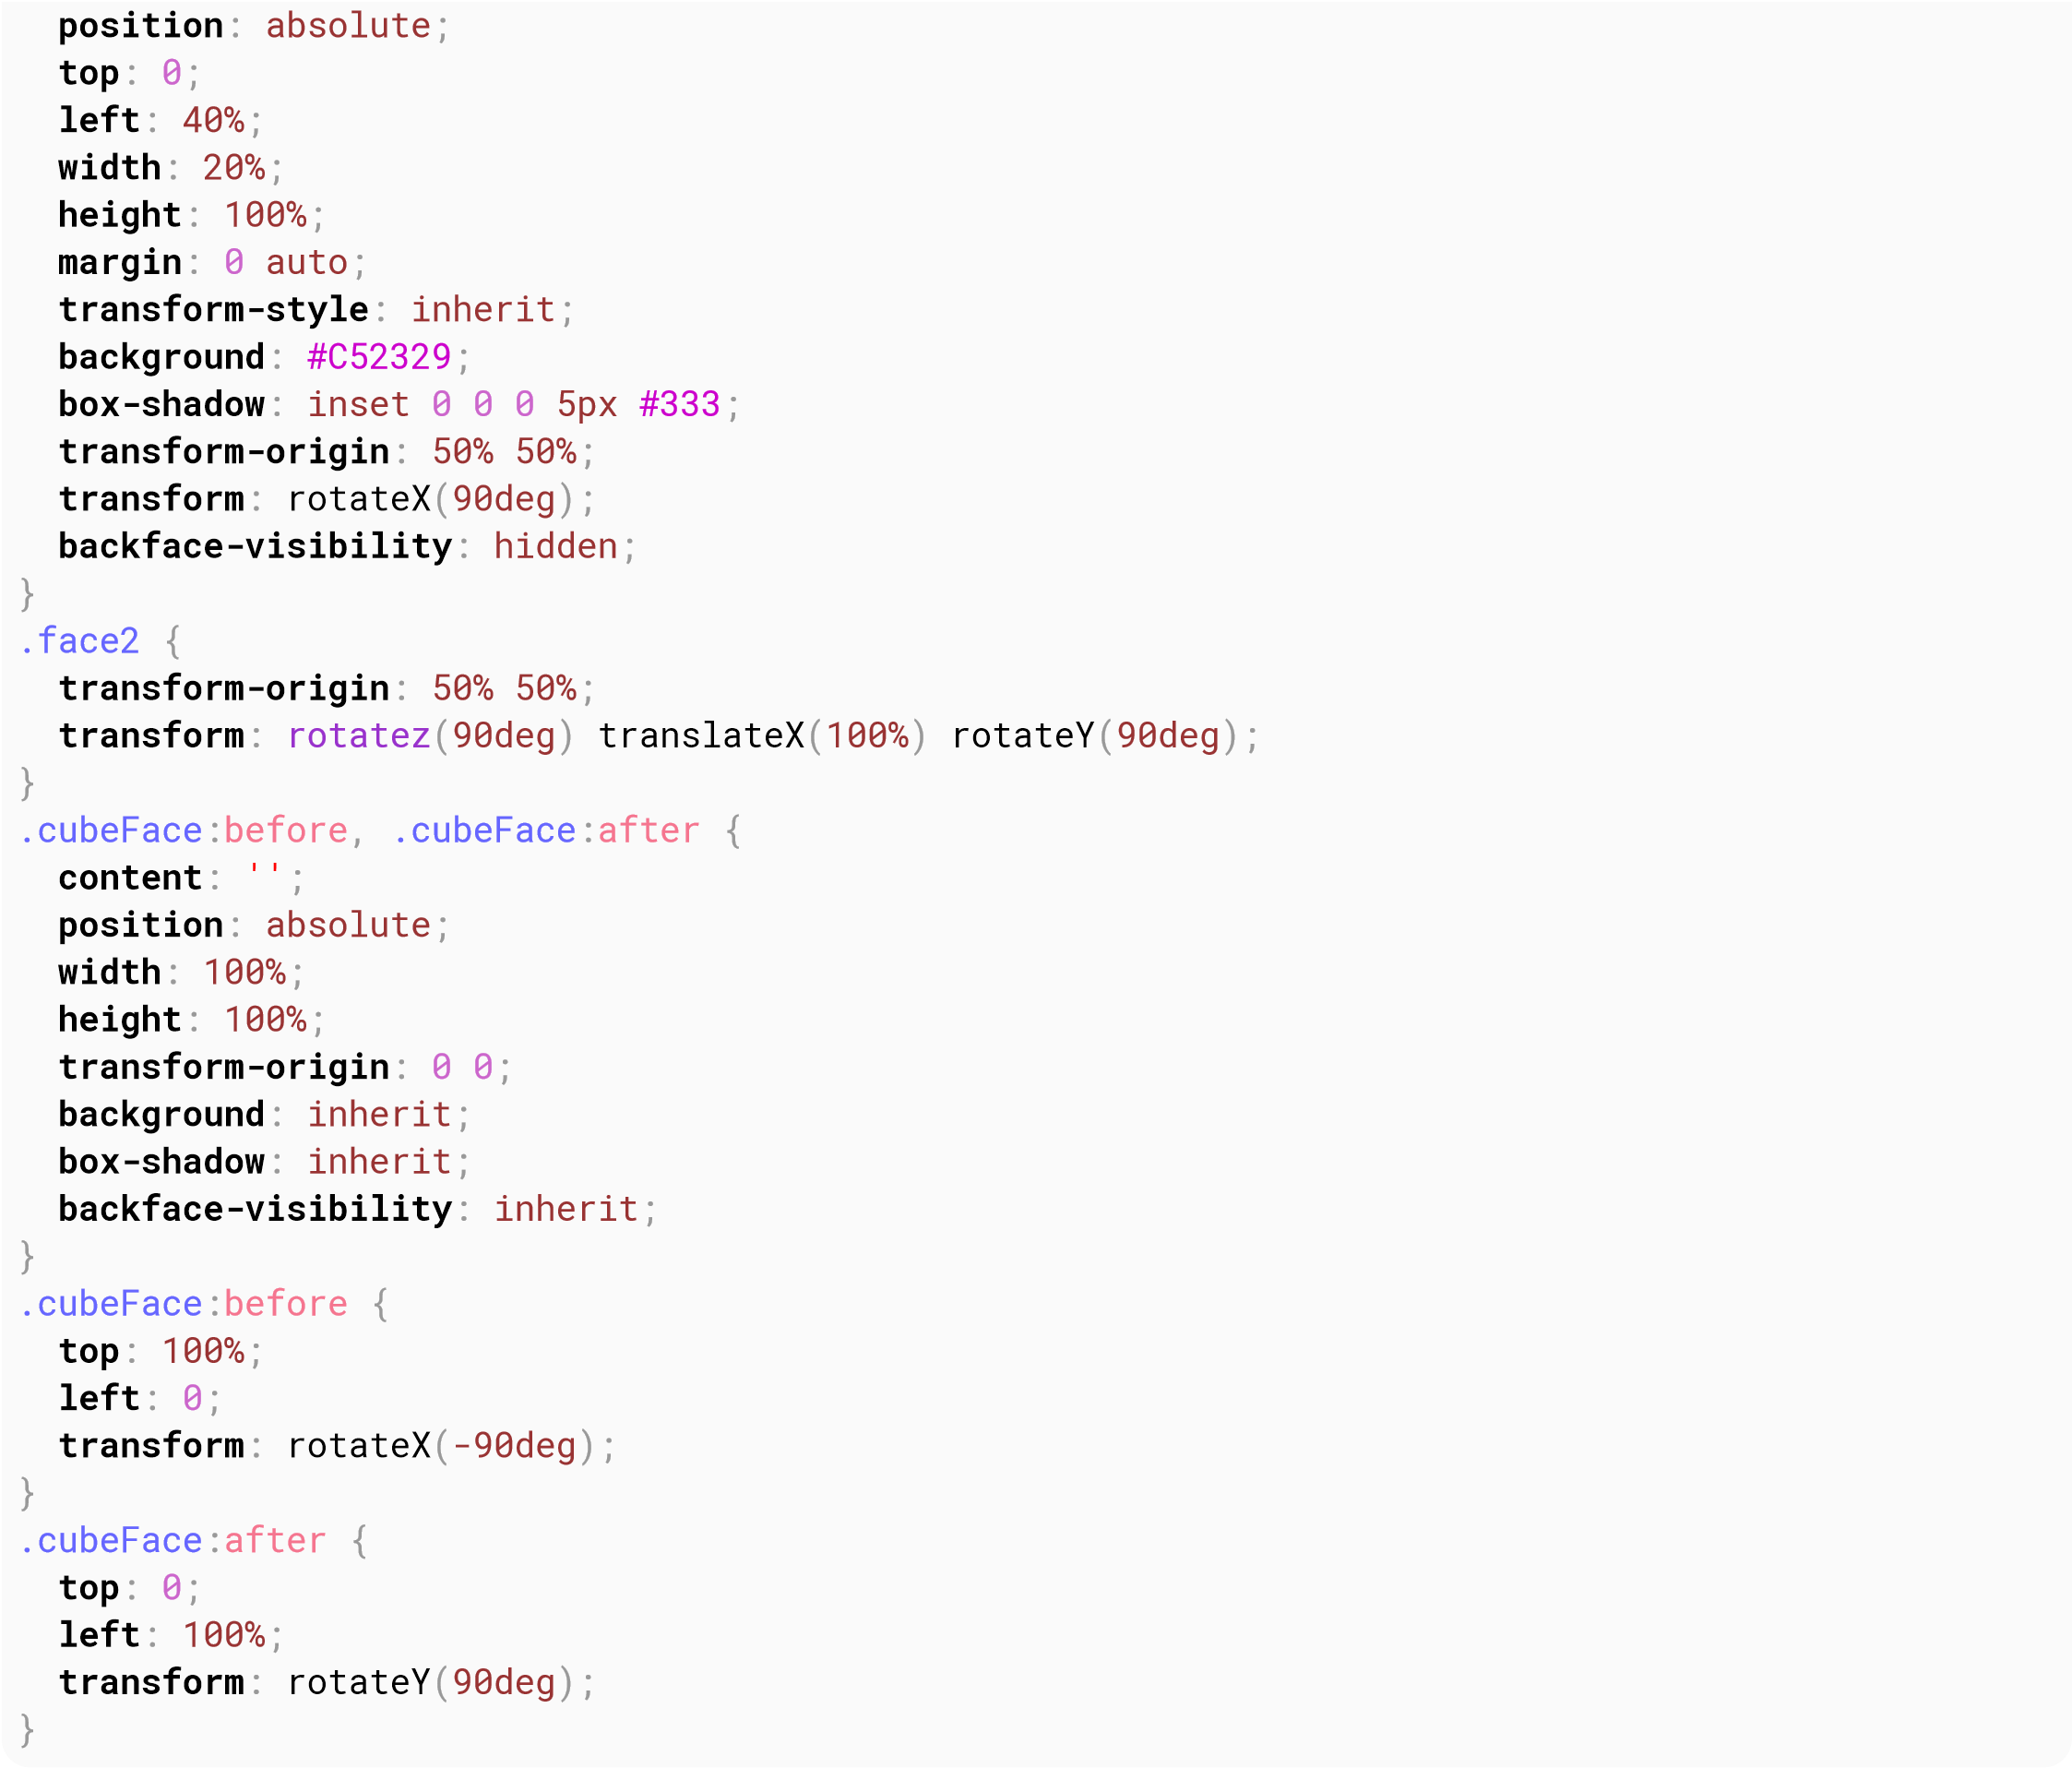 position: absolute;
top: 0;
left: 40%;
width: 20%;
height: 100%;
margin: 0 auto;
transform-style: inherit;
background: #C52329;
box-shadow: inset 0 0 0 5px #333;
transform-origin: 50% 50%;
transform: rotateX(90deg);
backface-visibility: hidden;
}
.face2 {
transform-origin: 50% 50%;
transform: rotatez(90deg) translateX(100%) rotateY(90deg);
}
.cubeFace:before, .cubeFace:after {
content: '';
position: absolute;
width: 100%;
height: 100%;
transform-origin: 0 0;
background: inherit;
box-shadow: inherit;
backface-visibility: inherit;
}
.cubeFace:before {
top: 100%;
left: 0;
transform: rotateX(-90deg);
}
.cubeFace:after {
top: 0;
left: 100%;
transform: rotateY(90deg);
}